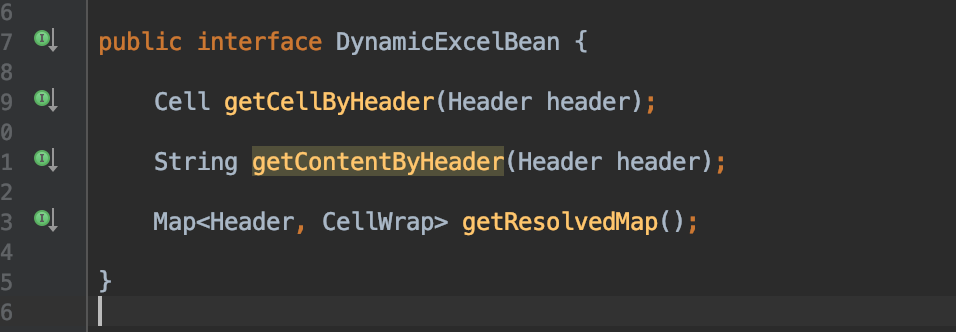 6
7 public interface DynamicExcelBean {
8
9 Cell getCellByHeader(Header header);
0
1 String getContentByHeader(Header header);
2
3 Map<Header, CellWrap> getResolvedMap();
4
5 }
6